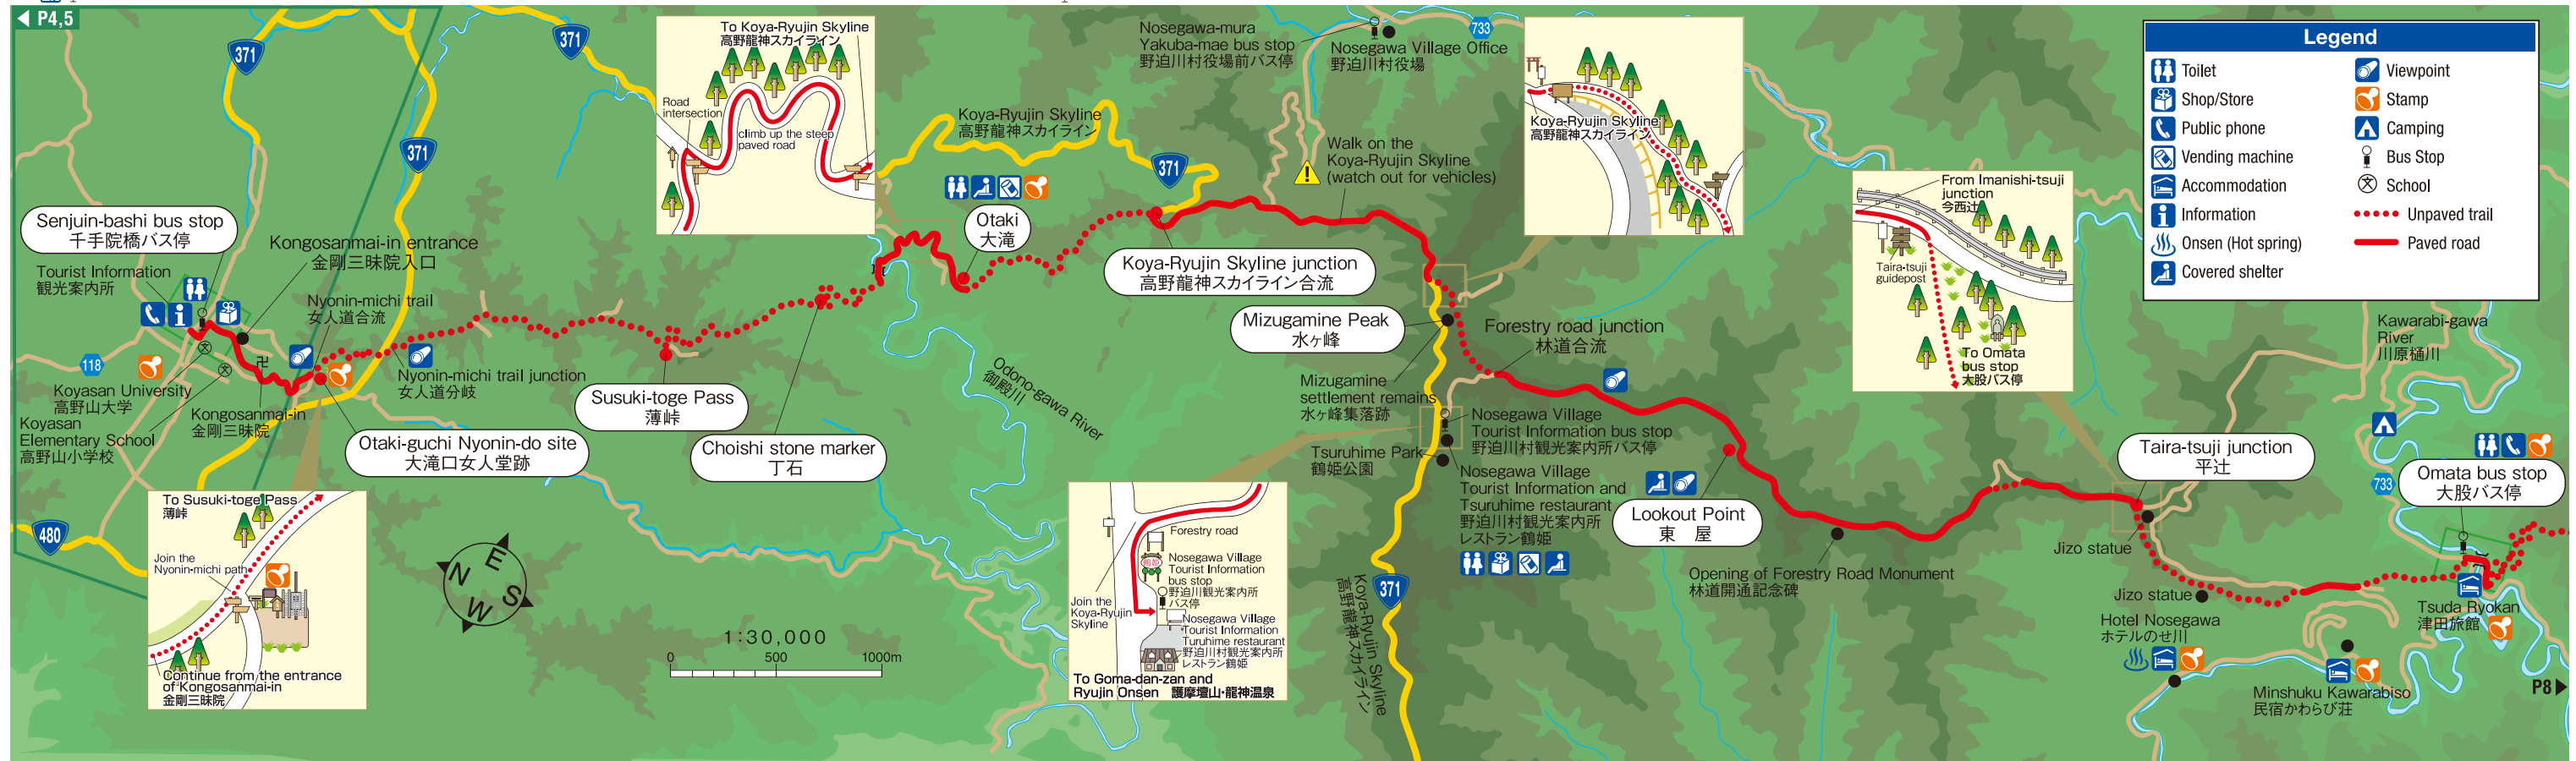 ◀ P4,5
371
371
371
371
371
118
480
733
733
Senjuin-bashi bus stop
千手院橋バス停
Tourist Information
観光案内所
Kongosanmai-in entrance
金剛三昧院入口
Nyonin-michi trail
女人道合流
Koyasan University
高野山大学
Koyasan
Elementary School
高野山小学校
Kongosanmai-in
金剛三昧院
Nyonin-michi trail junction
女人道分岐
Otaki-guchi Nyonin-do site
大滝口女人堂跡
To Susuki-toge Pass
薄峠
Join the
Nyonin-michi path
Continue from the entrance
of Kongosanmai-in
金剛三昧院
N
E
S
W
Susuki-toge Pass
薄峠
Choishi stone marker
丁石
1:30,000
0
500
1000m
To Koya-Ryujin Skyline
高野龍神スカイライン
Road
intersection
climb up the steep
paved road
Koya-Ryujin Skyline
高野龍神スカイライン
Otaki
大滝
Odono-gawa River
御殿川
Koya-Ryujin Skyline junction
高野龍神スカイライン合流
Nosegawa-mura
Yakuba-mae bus stop
野迫川村役場前バス停
Nosegawa Village Office
野迫川村役場
Walk on the
Koya-Ryujin Skyline
(watch out for vehicles)
Mizugamine Peak
水ヶ峰
Forestry road junction
林道合流
Mizugamine
settlement remains
水ヶ峰集落跡
Tsuruhime Park
鶴姫公園
Nosegawa Village
Tourist Information bus stop
野迫川村観光案内所バス停
Nosegawa Village
Tourist Information and
Tsuruhime restaurant
野迫川村観光案内所
レストラン鶴姫
Koya-Ryujin Skyline
高野龍神スカイライン
Forestry road
Nosegawa Village
Tourist Information
bus stop
野迫川観光案内所
バス停
Join the
Koya-Ryujin
Skyline
Nosegawa Village
Tourist Information
Turuhime restaurant
野迫川村観光案内所
レストラン鶴姫
To Goma-dan-zan and
Ryujin Onsen 護摩壇山・龍神温泉
Koya-Ryujin Skyline
高野龍神スカイライン
Lookout Point
東　屋
Opening of Forestry Road Monument
林道開通記念碑
From Imanishi-tsuji
junction
今西辻
Taira-tsuji
guidepost
To Omata
bus stop
大股バス停
Taira-tsuji junction
平辻
Jizo statue
Jizo statue
Hotel Nosegawa
ホテルのせ川
Minshuku Kawarabiso
民宿かわらび荘
Kawarabi-gawa
River
川原樋川
Omata bus stop
大股バス停
Tsuda Ryokan
津田旅館
P8 ▶
Legend
Toilet
Shop/Store
Public phone
Vending machine
Accommodation
Information
Onsen (Hot spring)
Covered shelter
Viewpoint
Stamp
Camping
Bus Stop
School
Unpaved trail
Paved road